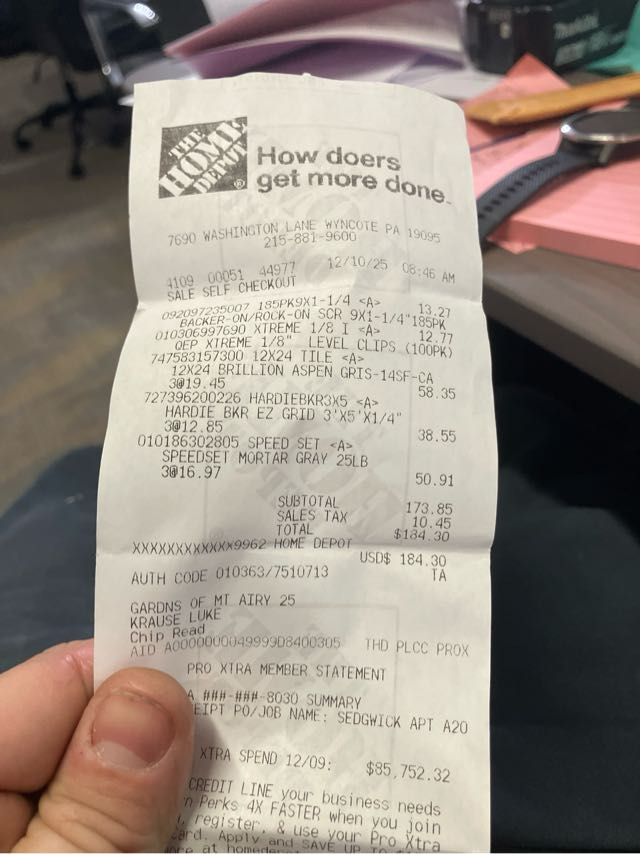 THE
HOME
DEPOT
How doers
get more done.
7690 WASHINGTON LANE WYNCOTE PA 19095
215-881-9600
4109 00051 44977 12/10/25 08:46 AM
SALE SELF CHECKOUT
092097235007 185PK9X1-1/4 <A> 13.27
BACKER-ON/ROCK-ON SCR 9X1-1/4"185PK
010306997690 XTREME 1/8 I <A> 12.77
QEP XTREME 1/8" LEVEL CLIPS (100PK)
747583157300 12X24 TILE <A>
12X24 BRILLION ASPEN GRIS-14SF-CA
3@19.45 58.35
727396200226 HARDIEBKR3X5 <A>
HARDIE BKR EZ GRID 3'X5'X1/4"
3@12.85 38.55
010186302805 SPEED SET <A>
SPEEDSET MORTAR GRAY 25LB
3@16.97 50.91
SUBTOTAL 173.85
SALES TAX 10.45
TOTAL $184.30
XXXXXXXXXXXX9962 HOME DEPOT
USD$ 184.30
AUTH CODE 010363/7510713 TA
GARDNS OF MT AIRY 25
KRAUSE LUKE
Chip Read
AID A0000000049999D8400305 THD PLCC PROX
PRO XTRA MEMBER STATEMENT
A ###-###-8030 SUMMARY
EIPT PO/JOB NAME: SEDGWICK APT A20
XTRA SPEND 12/09: $85,752.32
CREDIT LINE your business needs
n Perks 4X FASTER when you join
, register, & use your Pro Xtra
ard. Apply and SAVE UP TO